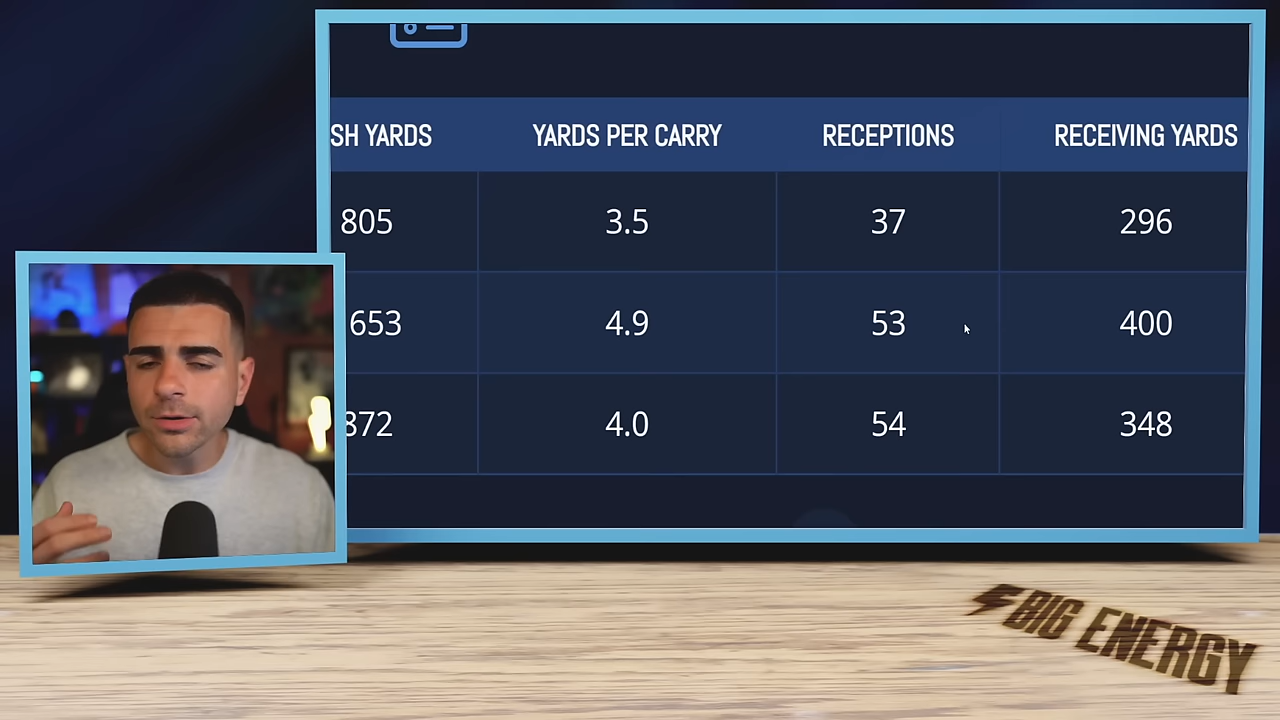 SH YARDS YARDS PER CARRY RECEPTIONS RECEIVING YARDS
805 3.5 37 296
653 4.9 53 400
872 4.0 54 348
BIG ENERGY